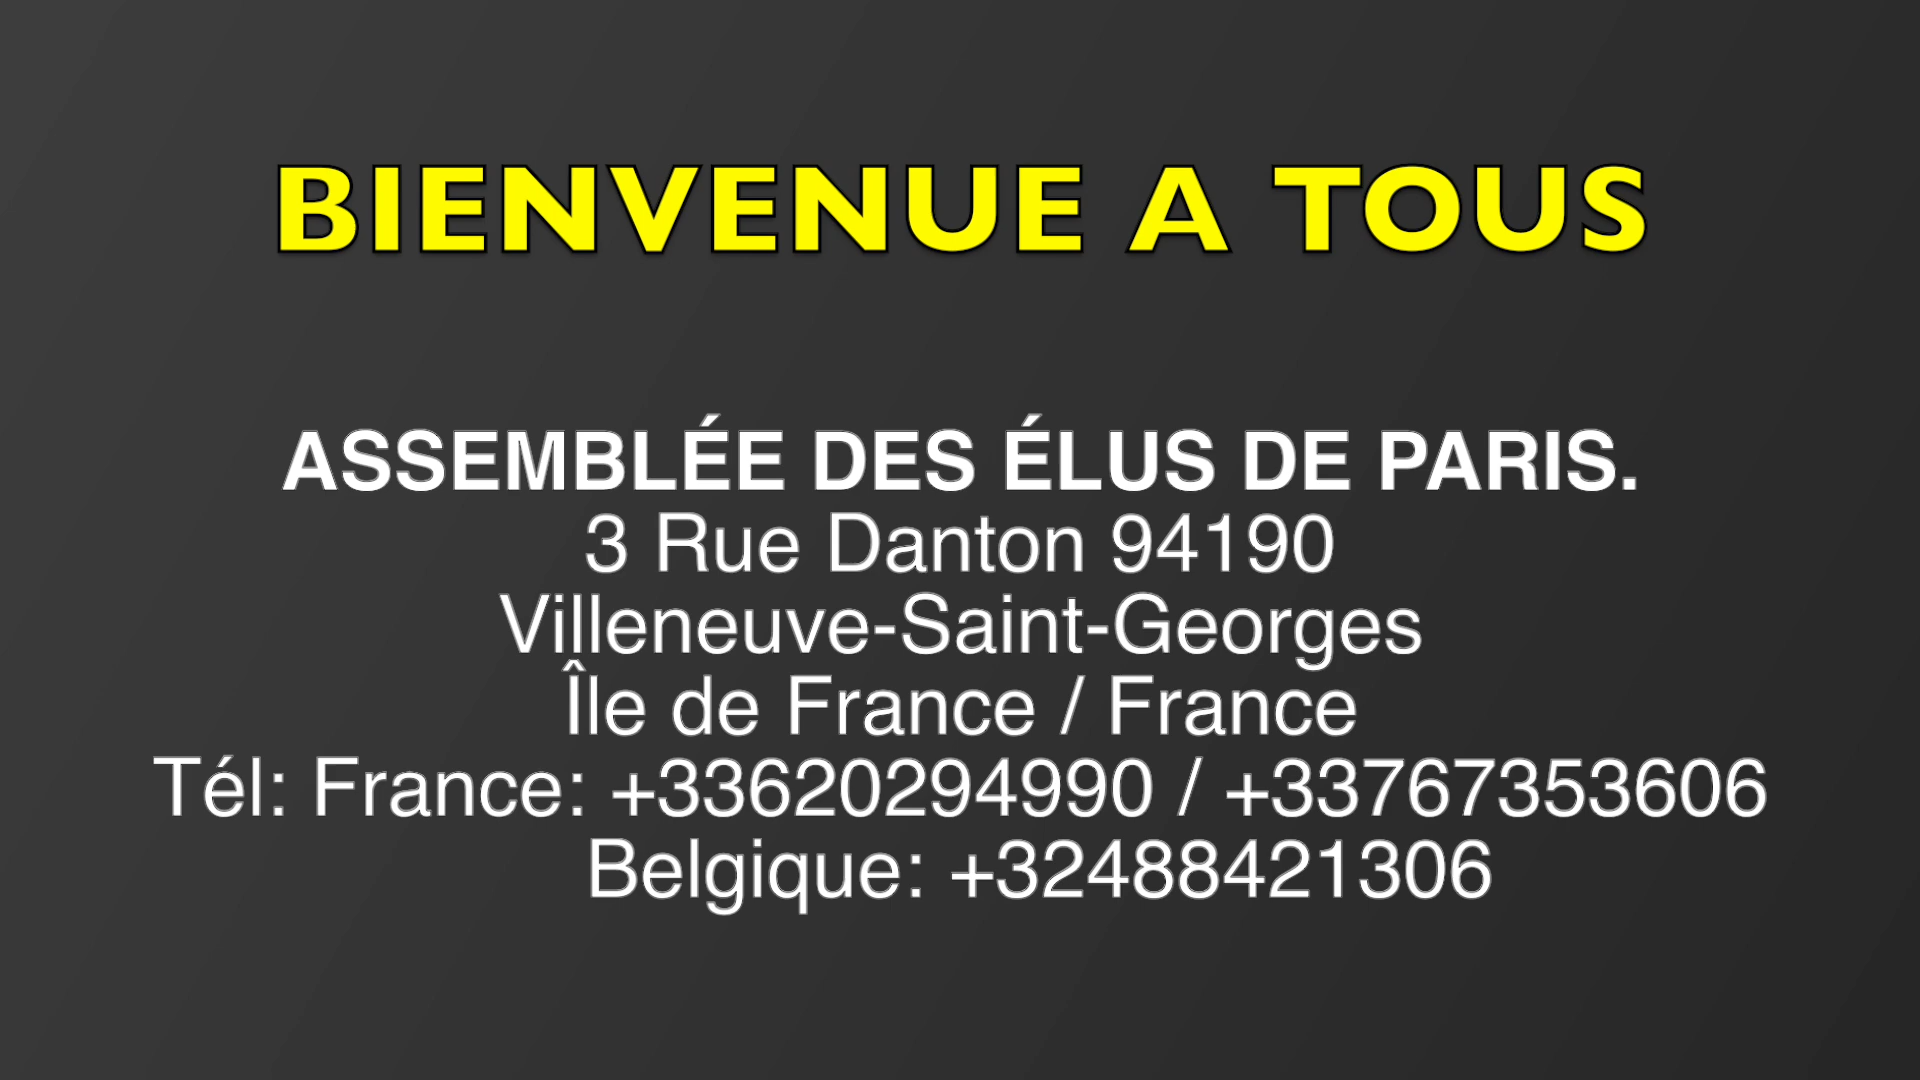 BIENVENUE A TOUS
ASSEMBLÉE DES ÉLUS DE PARIS.
3 Rue Danton 94190
Villeneuve-Saint-Georges
Île de France / France
Tél: France: +33620294990 / +33767353606
Belgique: +32488421306